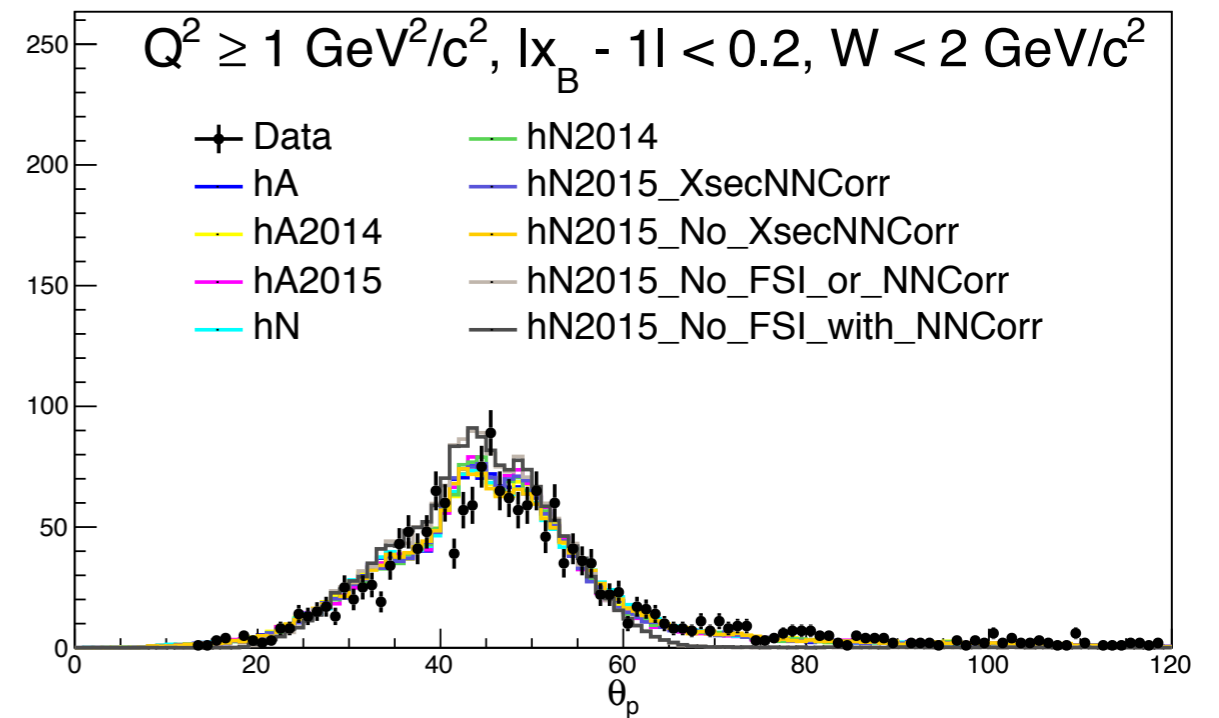 Q² ≥ 1 GeV²/c², |x_B - 1| < 0.2, W < 2 GeV/c²
Data
hA
hA2014
hA2015
hN
hN2014
hN2015_XsecNNCorr
hN2015_No_XsecNNCorr
hN2015_No_FSI_or_NNCorr
hN2015_No_FSI_with_NNCorr
250
200
150
100
50
0
0 20 40 60 80 100 120
θ_p